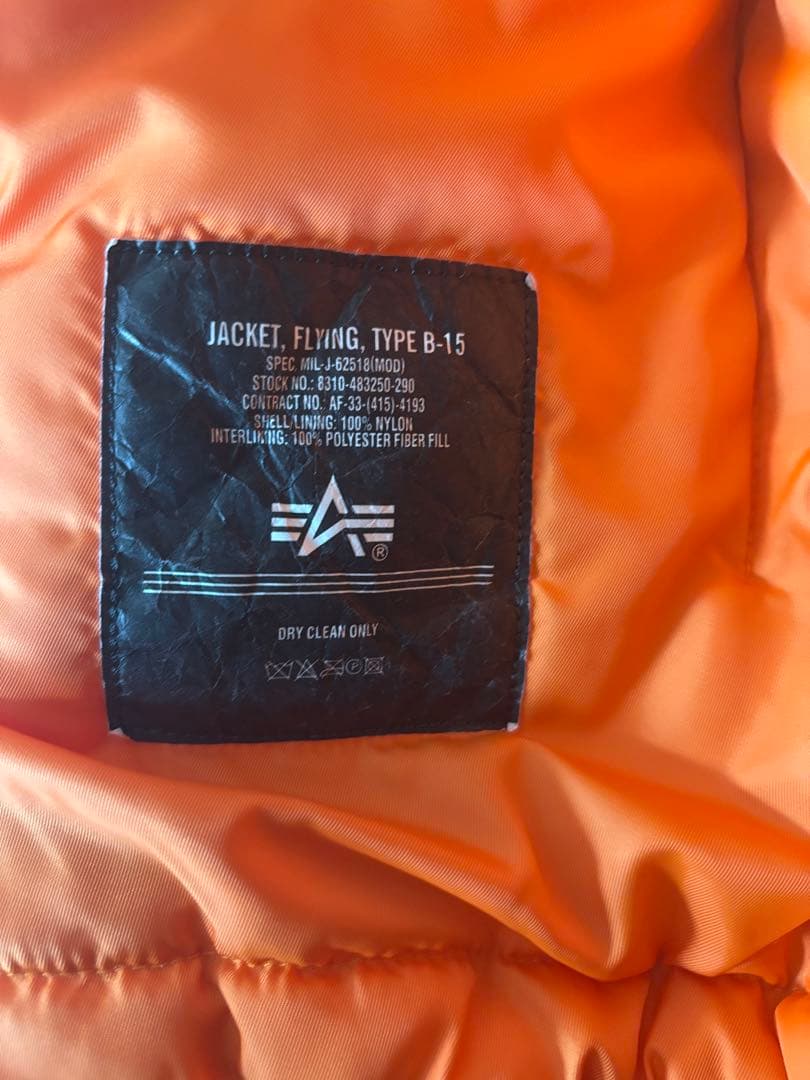 JACKET, FLYING, TYPE B-15
SPEC. MIL-J-62518(MOD)
STOCK NO.: 8310-483250-290
CONTRACT NO.: AF-33-(415)-4193
SHELL/LINING: 100% NYLON
INTERLINING: 100% POLYESTER FIBER FILL
®
DRY CLEAN ONLY
P